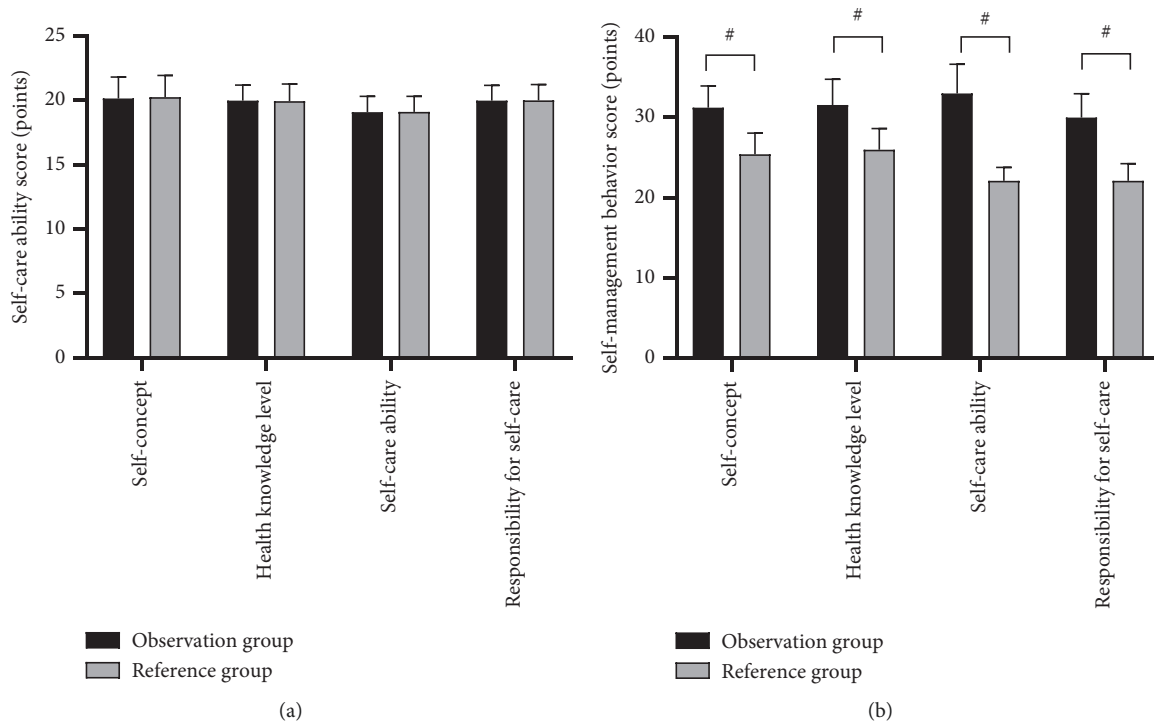 Self-care ability score (points)
25
20
15
10
5
0
Self-concept
Health knowledge level
Self-care ability
Responsibility for self-care
Observation group
Reference group
(a)
Self-management behavior score (points)
40
30
20
10
0
#
#
#
#
Self-concept
Health knowledge level
Self-care ability
Responsibility for self-care
Observation group
Reference group
(b)